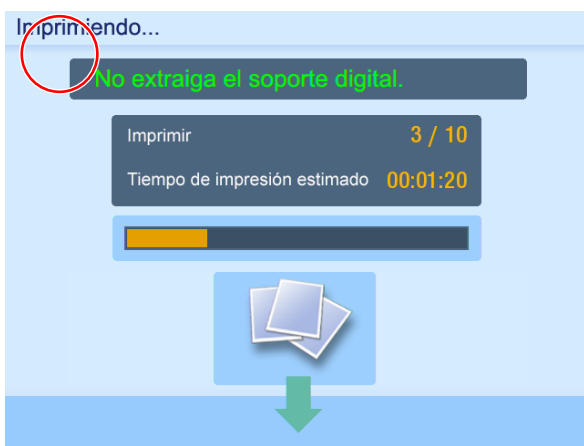 Imprimiendo...
No extraiga el soporte digital.
Imprimir 3 / 10
Tiempo de impresión estimado 00:01:20